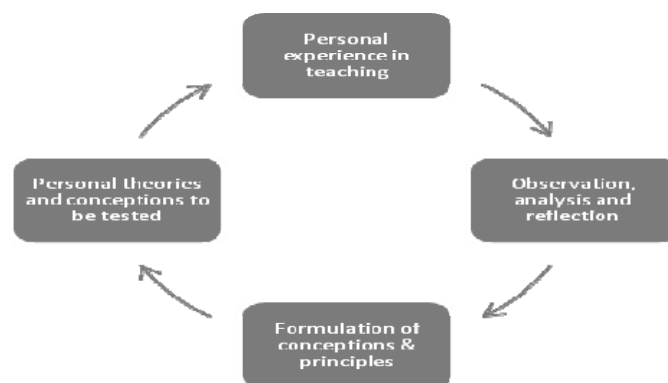 Personal
experience in
teaching
Personal theories
and conceptions to
be tested
Observation,
analysis and
reflection
Formulation of
conceptions &
principles